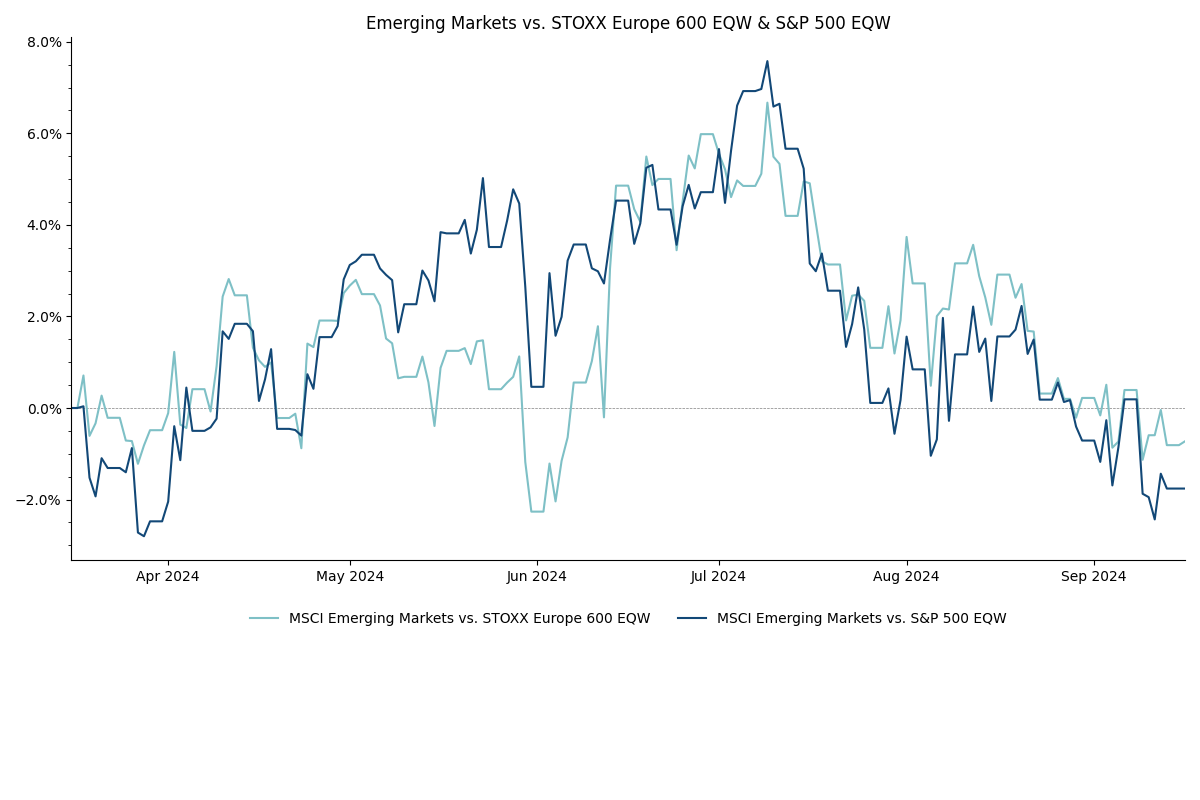 Emerging Markets vs. STOXX Europe 600 EQW & S&P 500 EQW
8.0%
6.0%
4.0%
2.0%
0.0%
−2.0%
Apr 2024 May 2024 Jun 2024 Jul 2024 Aug 2024 Sep 2024
MSCI Emerging Markets vs. STOXX Europe 600 EQW MSCI Emerging Markets vs. S&P 500 EQW